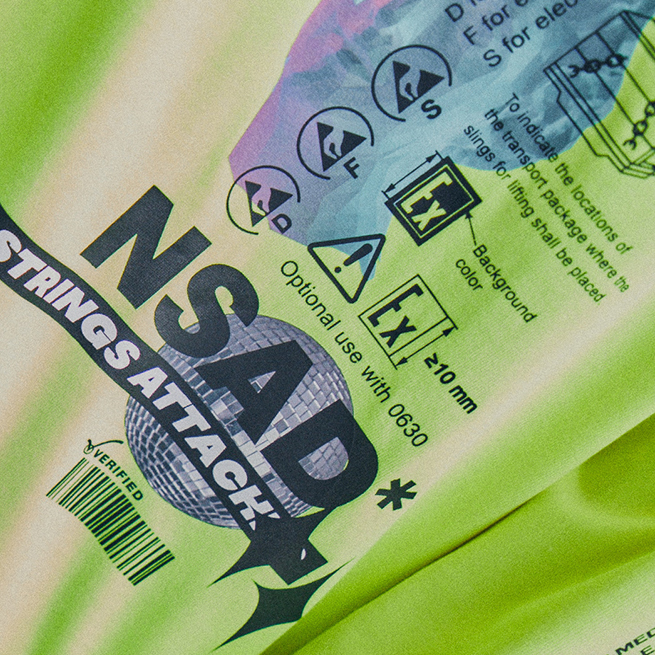 D
F for
S for elec
S
F
D
To indicate the locations of
the transport package where the
slings for lifting shall be placed
Ex
Background
color
Ex
≥10 mm
Optional use with 0630
NSAD*
STRINGS ATTACH
VERIFIED